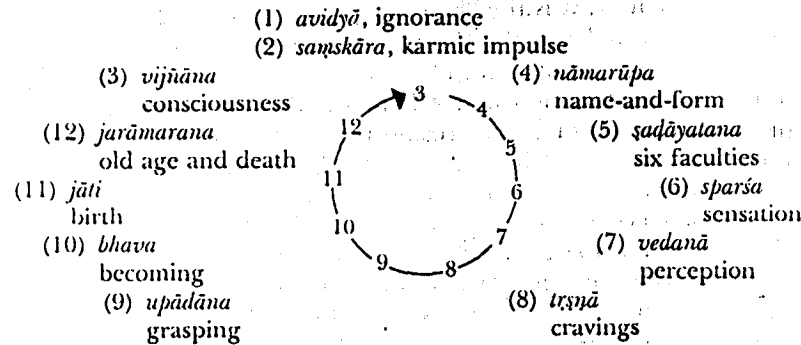 (1) avidyā, ignorance
(2) saṃskāra, karmic impulse
(3) vijñāna
consciousness
(4) nāmarūpa
name-and-form
(12) jarāmarana
old age and death
(5) ṣaḍāyatana
six faculties
(11) jāti
birth
(6) sparśa
sensation
(10) bhava
becoming
(7) vedanā
perception
(9) upādāna
grasping
(8) tṛṣṇā
cravings
3
4
5
6
7
8
9
10
11
12